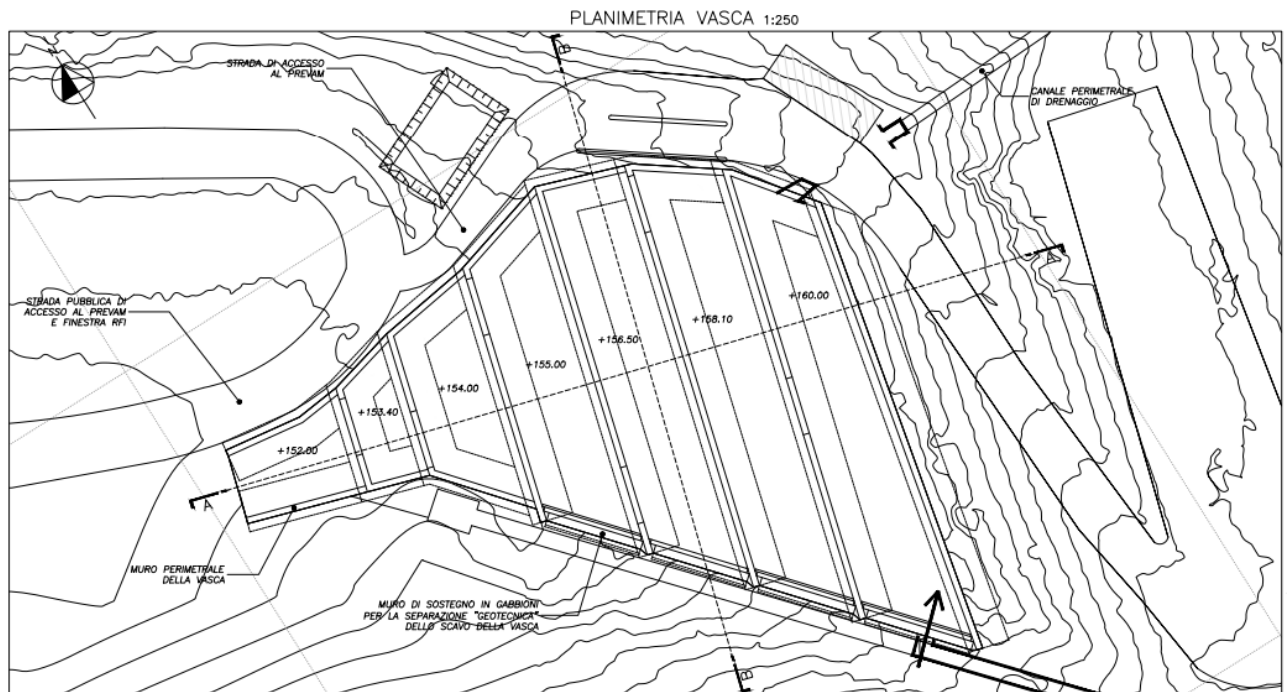 PLANIMETRIA VASCA 1:250
B
STRADA DI ACCESSO
AL PREVAM
CANALE PERIMETRALE
DI DRENAGGIO
A
STRADA PUBBLICA DI
ACCESSO AL PREVAM
E FINESTRA RFI
+160.00
+158.10
+156.50
+155.00
+154.00
+153.40
+152.00
A
MURO PERIMETRALE
DELLA VASCA
MURO DI SOSTEGNO IN GABBIONI
PER LA SEPARAZIONE "GEOTECNICA"
DELLO SCAVO DELLA VASCA
B